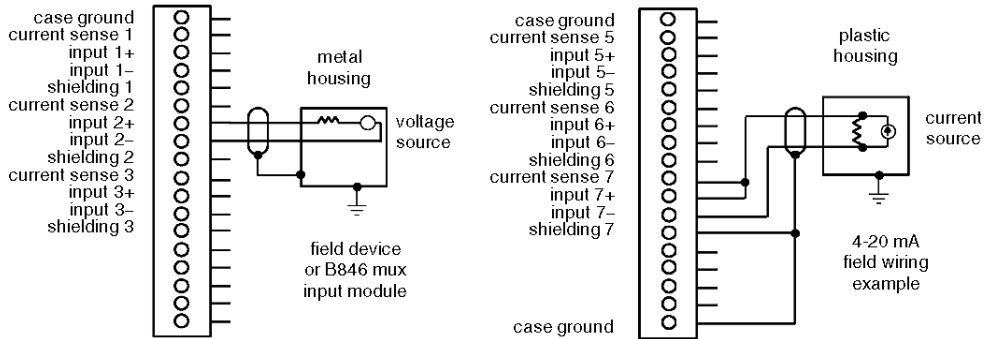 case ground
current sense 1
input 1+
input 1–
shielding 1
current sense 2
input 2+
input 2–
shielding 2
current sense 3
input 3+
input 3–
shielding 3
metal
housing
voltage
source
field device
or B846 mux
input module
case ground
current sense 5
input 5+
input 5–
shielding 5
current sense 6
input 6+
input 6–
shielding 6
current sense 7
input 7+
input 7–
shielding 7
case ground
plastic
housing
current
source
4-20 mA
field wiring
example